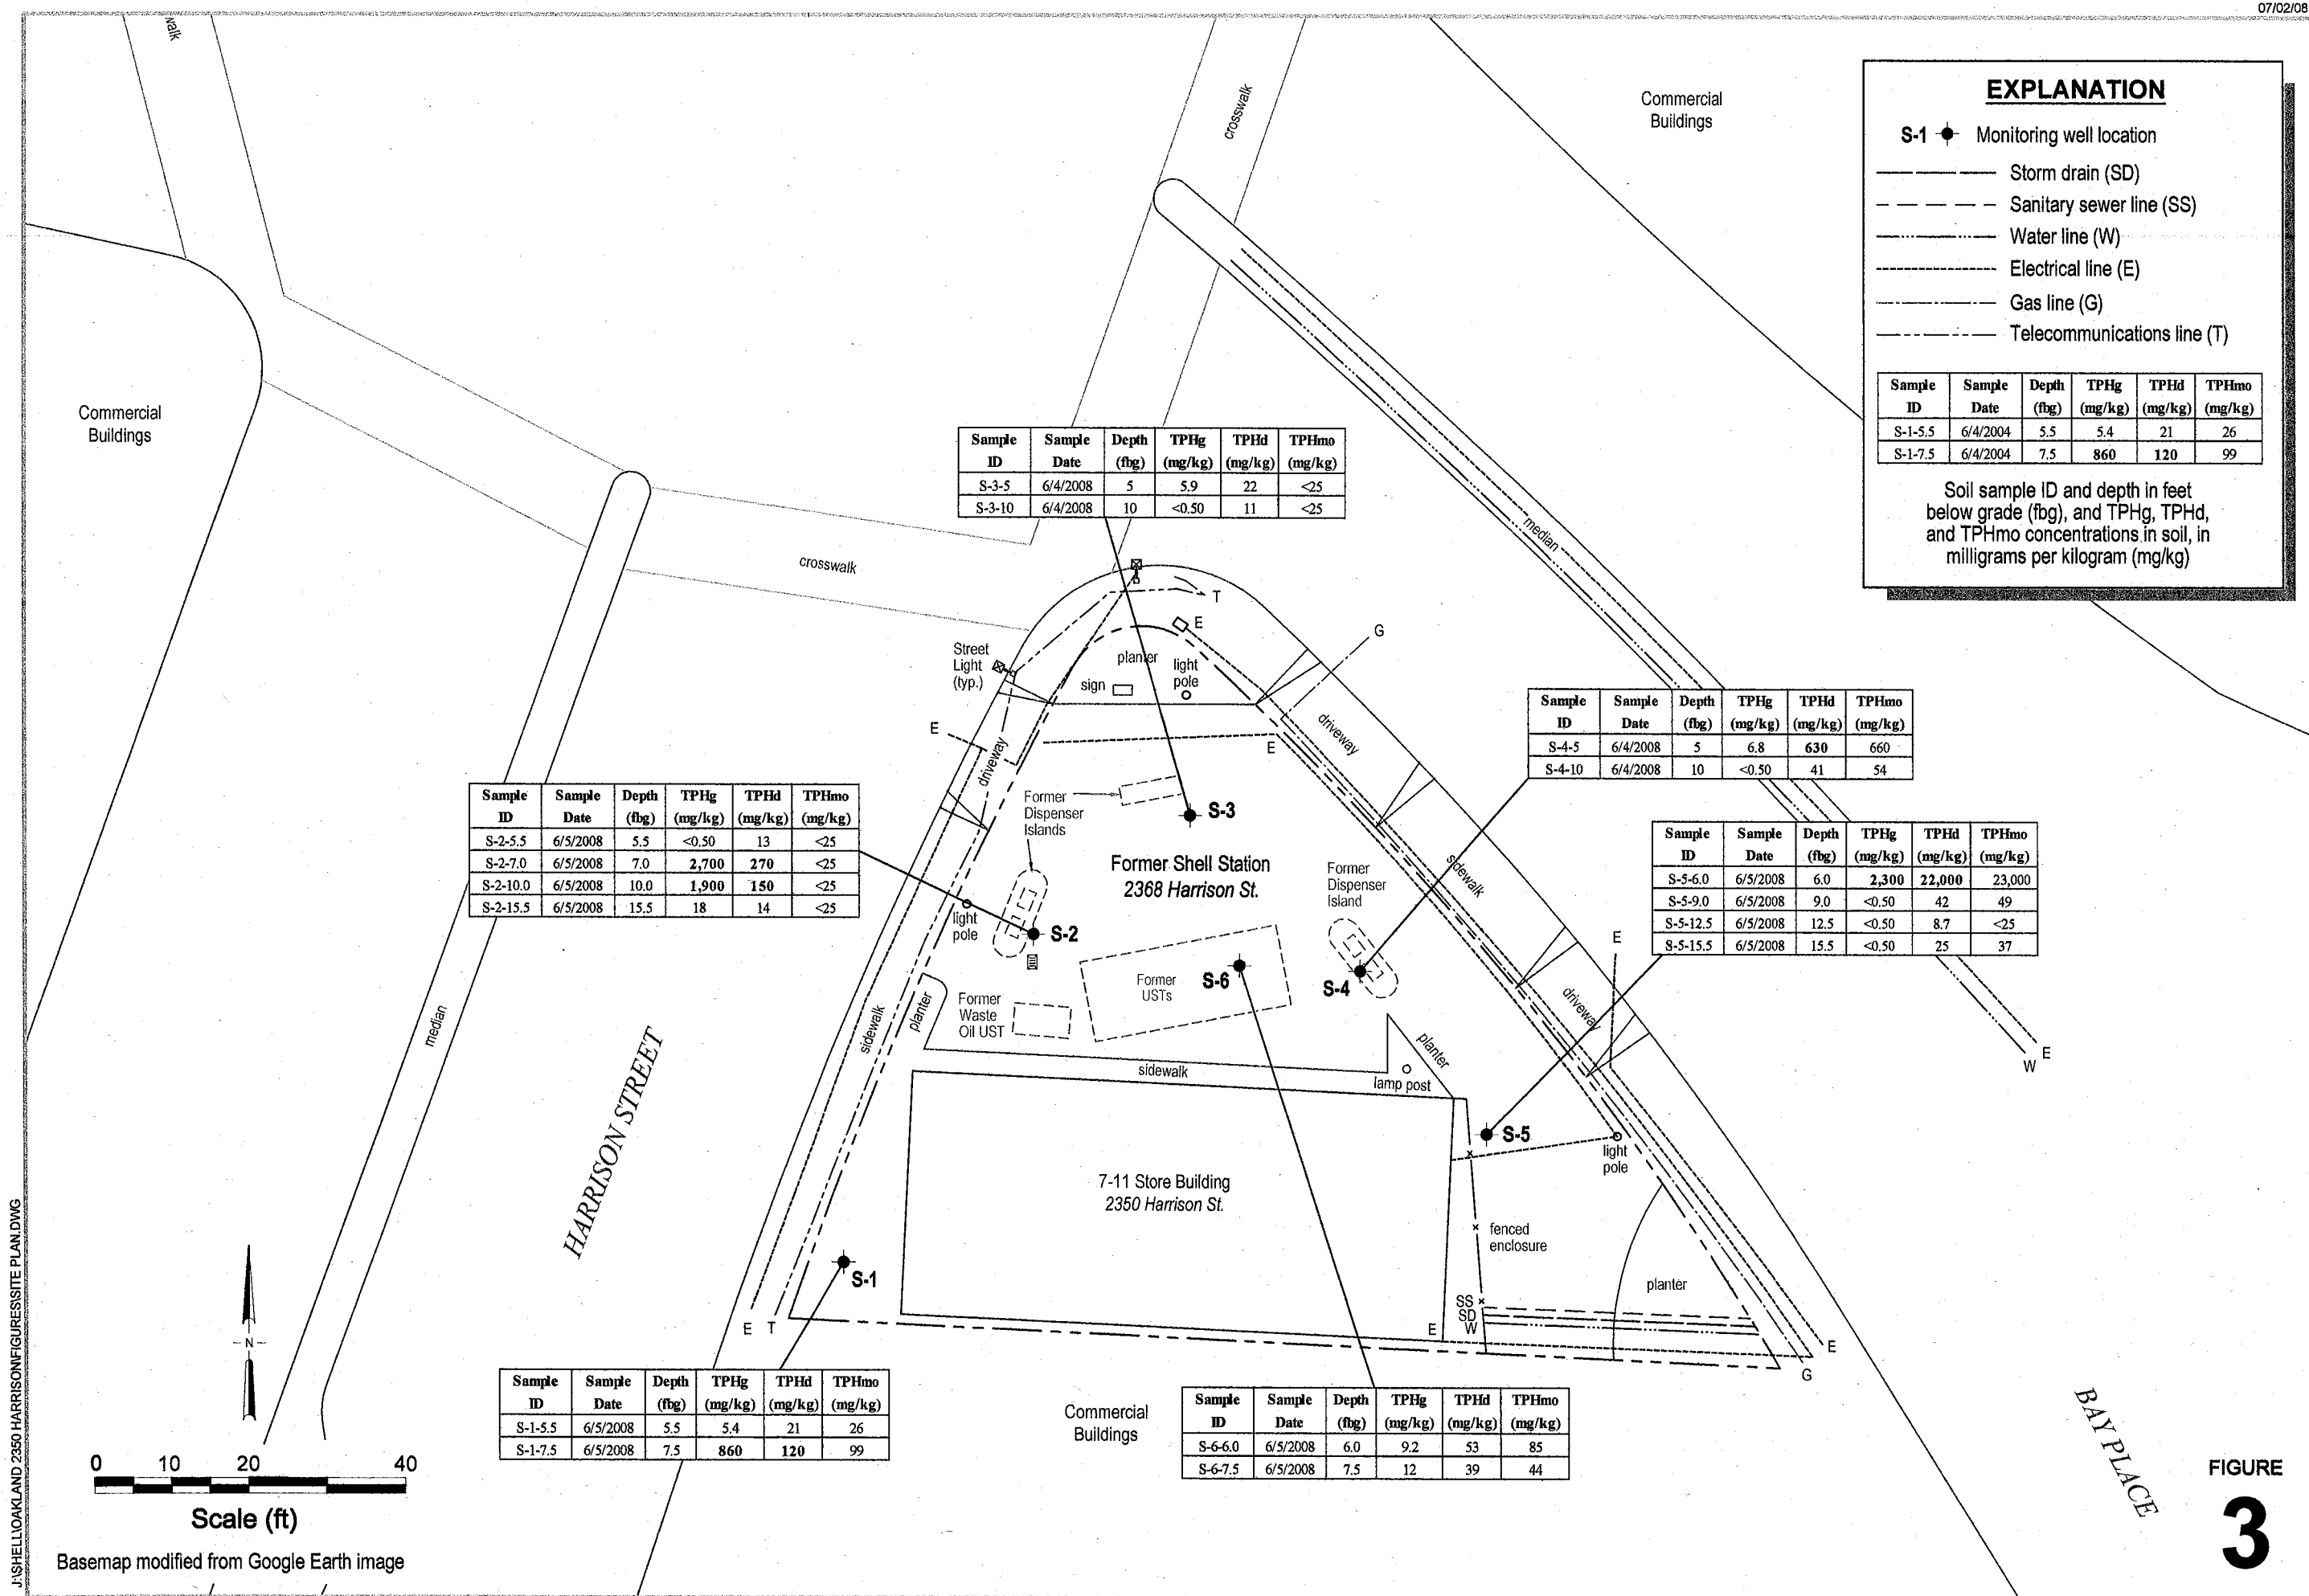 07/02/08
walk
crosswalk
Commercial
Buildings
EXPLANATION
S-1 Monitoring well location
Storm drain (SD)
Sanitary sewer line (SS)
Water line (W)
Electrical line (E)
Gas line (G)
Telecommunications line (T)
Sample ID Sample Date Depth (fbg) TPHg (mg/kg) TPHd (mg/kg) TPHmo (mg/kg)
S-1-5.5 6/4/2004 5.5 5.4 21 26
S-1-7.5 6/4/2004 7.5 860 120 99
Soil sample ID and depth in feet
below grade (fbg), and TPHg, TPHd,
and TPHmo concentrations in soil, in
milligrams per kilogram (mg/kg)
Commercial
Buildings
Sample ID Sample Date Depth (fbg) TPHg (mg/kg) TPHd (mg/kg) TPHmo (mg/kg)
S-3-5 6/4/2008 5 5.9 22 <25
S-3-10 6/4/2008 10 <0.50 11 <25
median
crosswalk
T
E
G
Street
Light
(typ.)
planter
light
pole
sign
E
driveway
E
driveway
Sample ID Sample Date Depth (fbg) TPHg (mg/kg) TPHd (mg/kg) TPHmo (mg/kg)
S-4-5 6/4/2008 5 6.8 630 660
S-4-10 6/4/2008 10 <0.50 41 54
Sample ID Sample Date Depth (fbg) TPHg (mg/kg) TPHd (mg/kg) TPHmo (mg/kg)
S-2-5.5 6/5/2008 5.5 <0.50 13 <25
S-2-7.0 6/5/2008 7.0 2,700 270 <25
S-2-10.0 6/5/2008 10.0 1,900 150 <25
S-2-15.5 6/5/2008 15.5 18 14 <25
Former
Dispenser
Islands
S-3
Former Shell Station
2368 Harrison St.
Former
Dispenser
Island
sidewalk
Sample ID Sample Date Depth (fbg) TPHg (mg/kg) TPHd (mg/kg) TPHmo (mg/kg)
S-5-6.0 6/5/2008 6.0 2,300 22,000 23,000
S-5-9.0 6/5/2008 9.0 <0.50 42 49
S-5-12.5 6/5/2008 12.5 <0.50 8.7 <25
S-5-15.5 6/5/2008 15.5 <0.50 25 37
light
pole
S-2
E
Former
USTs
S-6
S-4
driveway
Former
Waste
Oil UST
planter
sidewalk
median
HARRISON STREET
sidewalk
planter
lamp post
E
W
S-5
light
pole
7-11 Store Building
2350 Harrison St.
fenced
enclosure
planter
S-1
SS
SD
W
E
E T
E
G
N
Sample ID Sample Date Depth (fbg) TPHg (mg/kg) TPHd (mg/kg) TPHmo (mg/kg)
S-1-5.5 6/5/2008 5.5 5.4 21 26
S-1-7.5 6/5/2008 7.5 860 120 99
Commercial
Buildings
Sample ID Sample Date Depth (fbg) TPHg (mg/kg) TPHd (mg/kg) TPHmo (mg/kg)
S-6-6.0 6/5/2008 6.0 9.2 53 85
S-6-7.5 6/5/2008 7.5 12 39 44
BAY PLACE
0 10 20 40
Scale (ft)
Basemap modified from Google Earth image
FIGURE
3
J:\SHELL\OAKLAND 2350 HARRISON\FIGURES\SITE PLAN.DWG